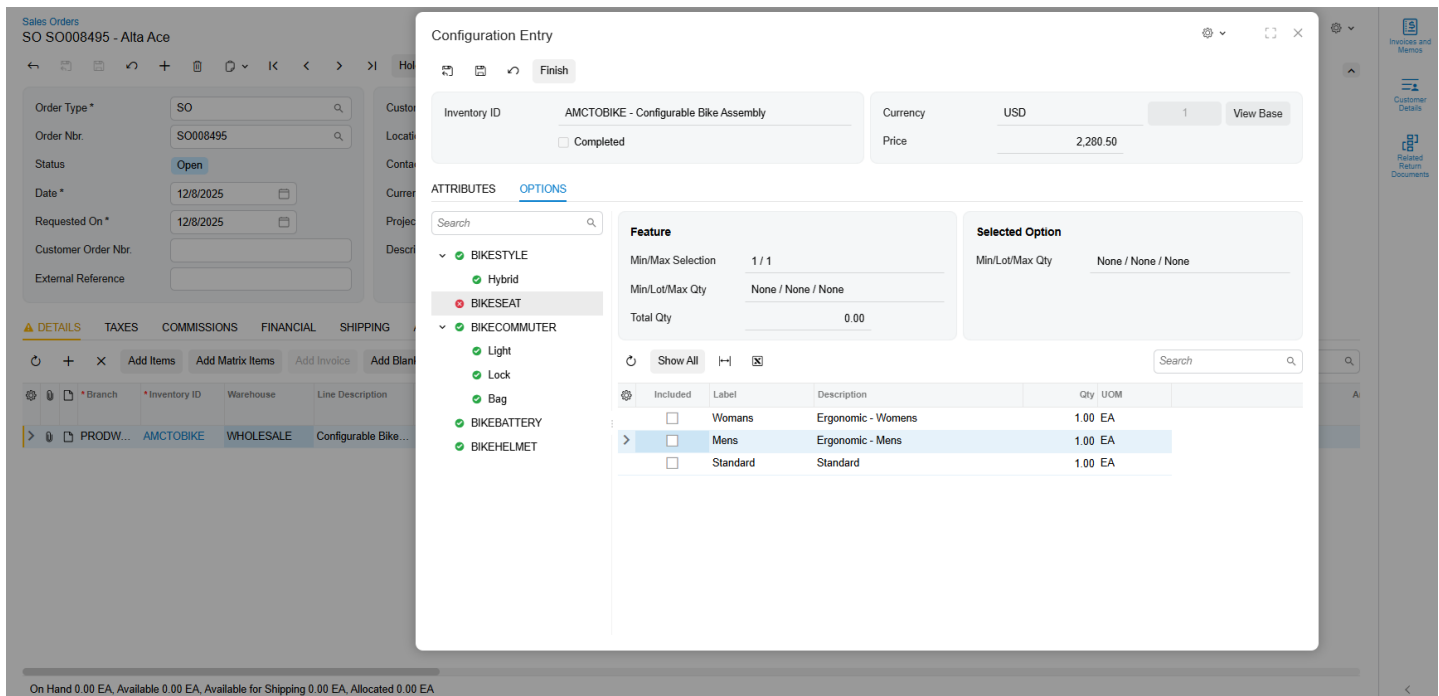 Sales Orders
SO SO008495 - Alta Ace
Hol
Order Type * SO
Order Nbr. SO008495
Status Open
Date * 12/8/2025
Requested On * 12/8/2025
Customer Order Nbr.
External Reference
Custor
Locati
Conta
Currer
Projec
Descri
DETAILS TAXES COMMISSIONS FINANCIAL SHIPPING
Add Items Add Matrix Items Add Invoice Add Blan
* Branch * Inventory ID Warehouse Line Description
PRODW... AMCTOBIKE WHOLESALE Configurable Bike...
On Hand 0.00 EA, Available 0.00 EA, Available for Shipping 0.00 EA, Allocated 0.00 EA
Configuration Entry
Finish
Inventory ID AMCTOBIKE - Configurable Bike Assembly
Completed
Currency USD 1 View Base
Price 2,280.50
ATTRIBUTES OPTIONS
Search
BIKESTYLE
Hybrid
BIKESEAT
BIKECOMMUTER
Light
Lock
Bag
BIKEBATTERY
BIKEHELMET
Feature
Min/Max Selection 1 / 1
Min/Lot/Max Qty None / None / None
Total Qty 0.00
Selected Option
Min/Lot/Max Qty None / None / None
Show All Search
Included Label Description Qty UOM
Womans Ergonomic - Womens 1.00 EA
Mens Ergonomic - Mens 1.00 EA
Standard Standard 1.00 EA
Invoices and
Memos
Customer
Details
Related
Return
Documents